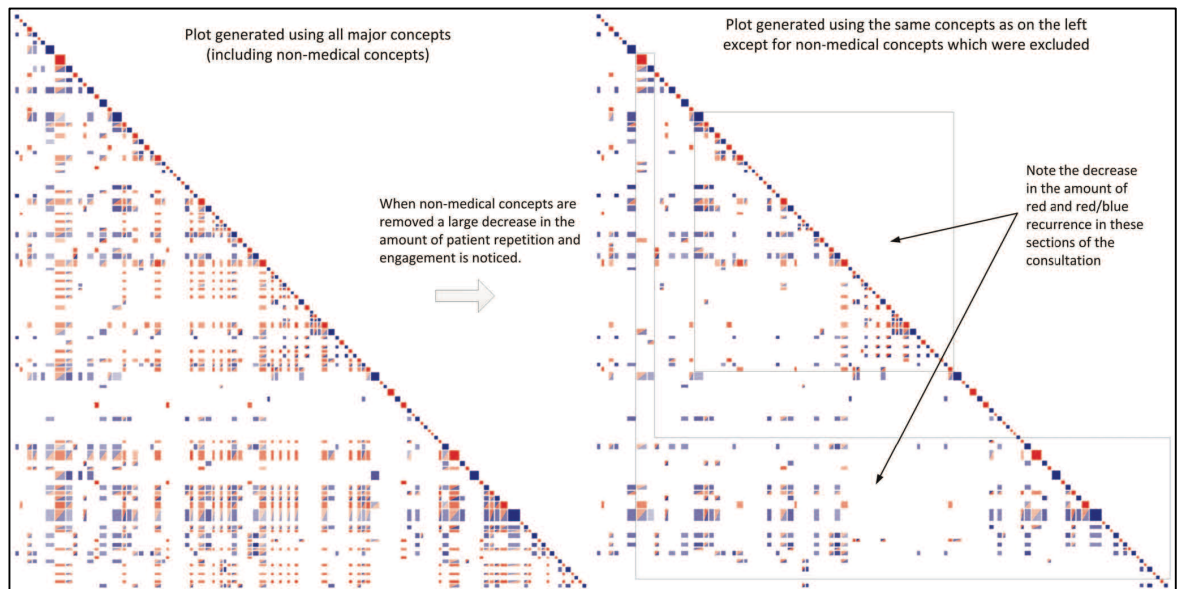 Plot generated using all major concepts
(including non-medical concepts)
Plot generated using the same concepts as on the left
except for non-medical concepts which were excluded
When non-medical concepts are
removed a large decrease in the
amount of patient repetition and
engagement is noticed.
Note the decrease
in the amount of
red and red/blue
recurrence in these
sections of the
consultation